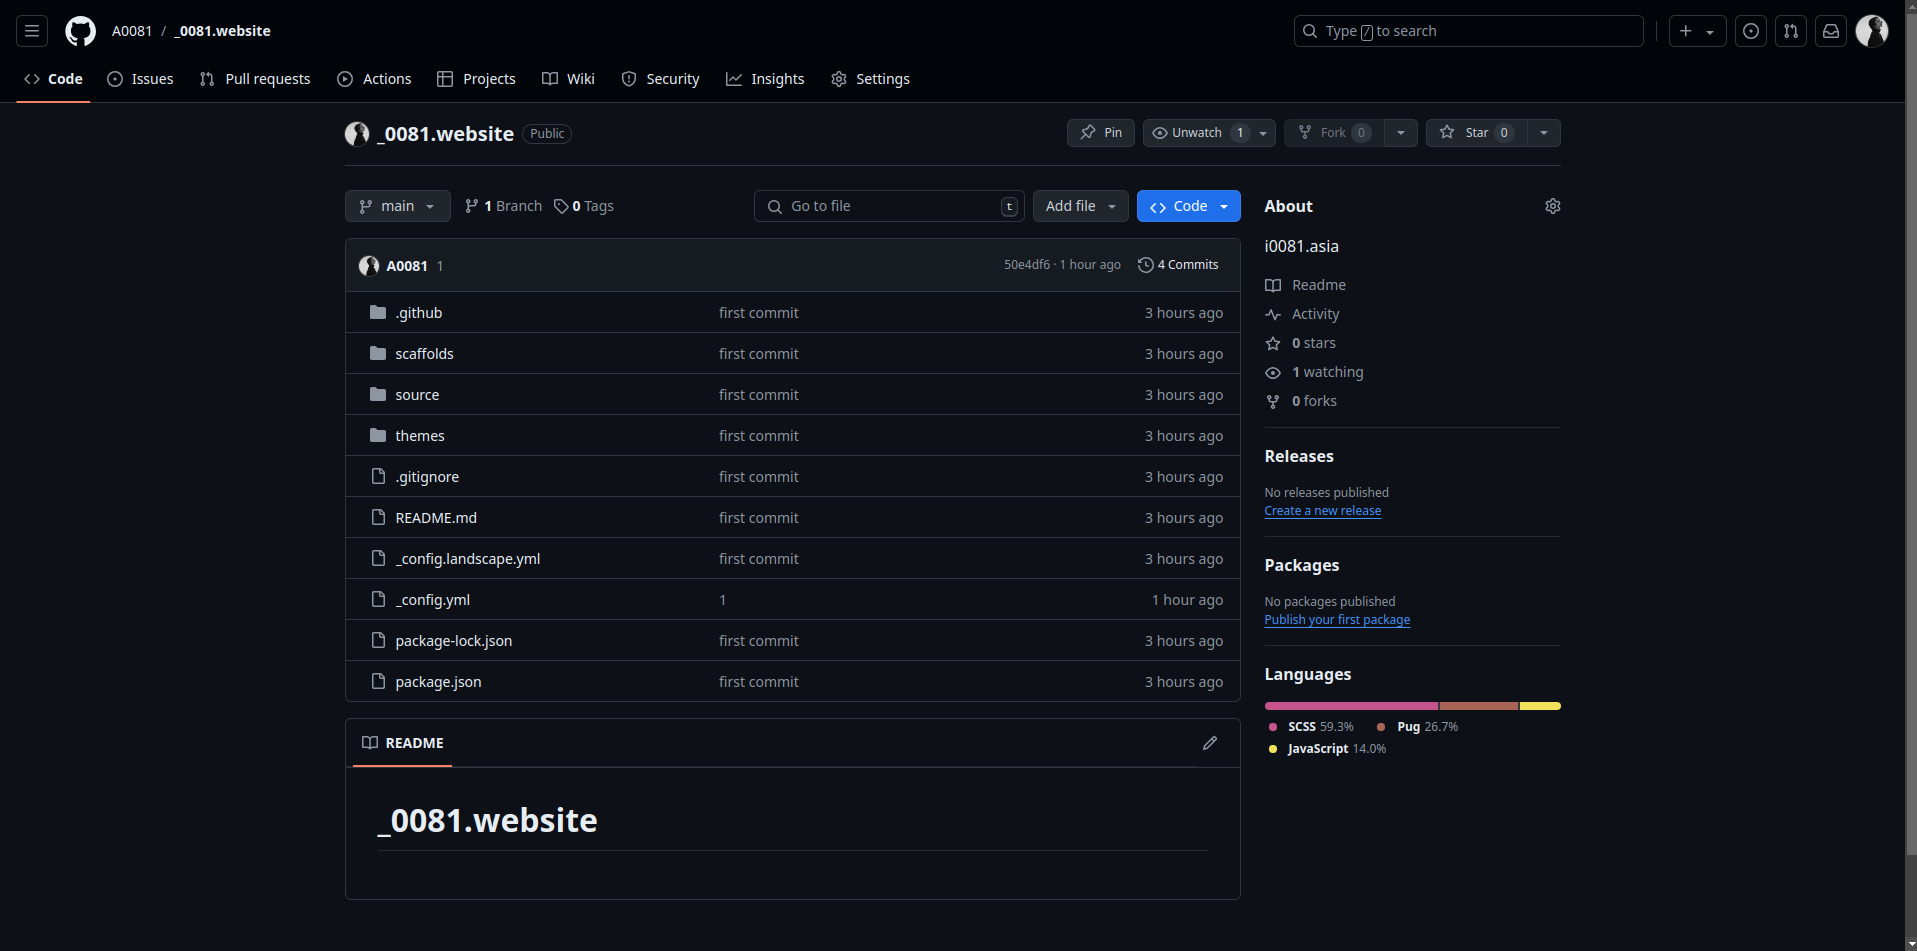 A0081 / _0081.website
Type / to search
Code Issues Pull requests Actions Projects Wiki Security Insights Settings
_0081.website Public
Pin Unwatch 1 Fork 0 Star 0
main 1 Branch 0 Tags Go to file t Add file Code
A0081 1 50e4df6 · 1 hour ago 4 Commits
.github first commit 3 hours ago
scaffolds first commit 3 hours ago
source first commit 3 hours ago
themes first commit 3 hours ago
.gitignore first commit 3 hours ago
README.md first commit 3 hours ago
_config.landscape.yml first commit 3 hours ago
_config.yml 1 1 hour ago
package-lock.json first commit 3 hours ago
package.json first commit 3 hours ago
README
_0081.website
About
i0081.asia
Readme
Activity
0 stars
1 watching
0 forks
Releases
No releases published
Create a new release
Packages
No packages published
Publish your first package
Languages
SCSS 59.3% Pug 26.7%
JavaScript 14.0%